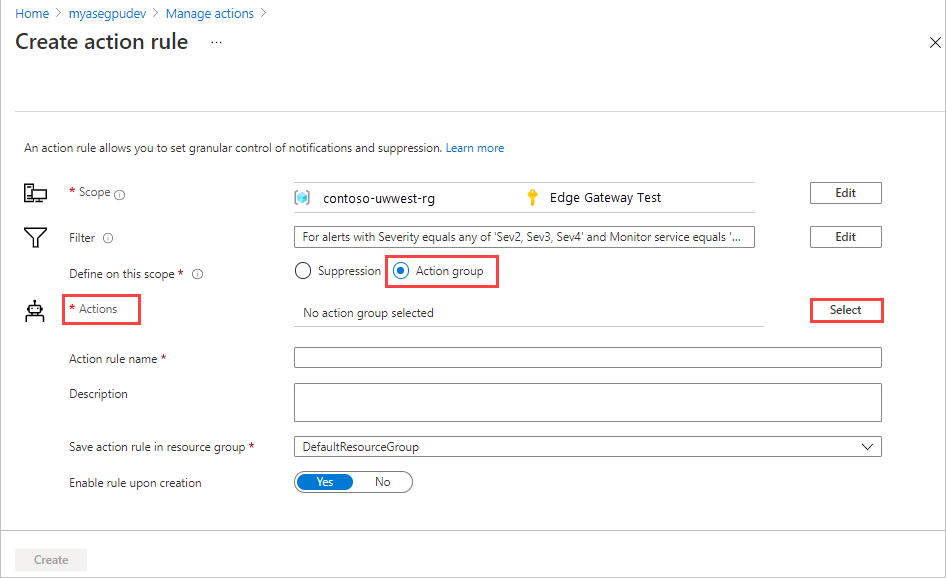 Home > myasegpudev > Manage actions >
Create action rule ...
An action rule allows you to set granular control of notifications and suppression. Learn more
* Scope contoso-uwwest-rg Edge Gateway Test Edit
Filter For alerts with Severity equals any of 'Sev2, Sev3, Sev4' and Monitor service equals '... Edit
Define on this scope * Suppression Action group
* Actions No action group selected Select
Action rule name *
Description
Save action rule in resource group * DefaultResourceGroup
Enable rule upon creation Yes No
Create